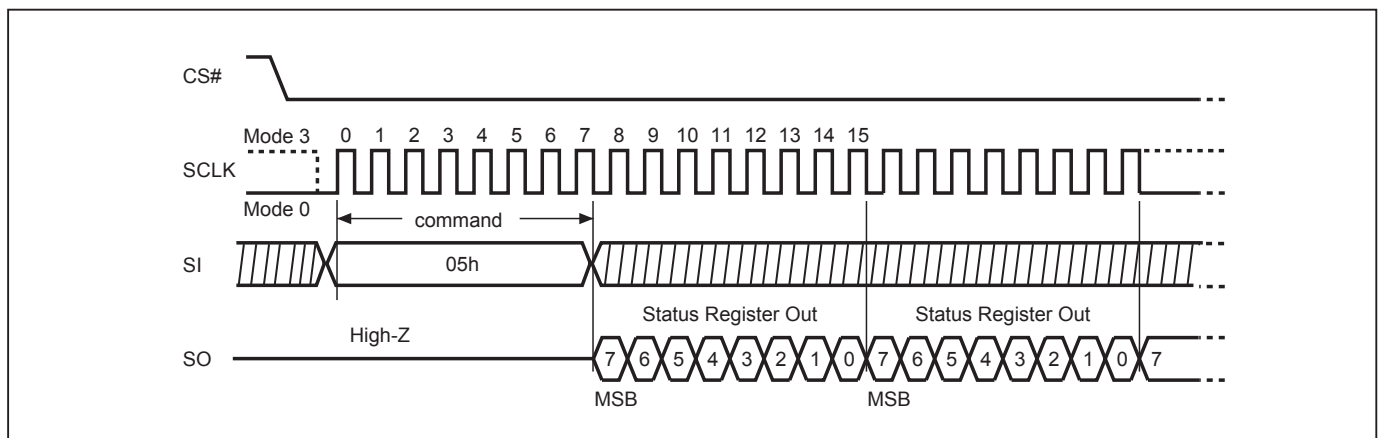 CS#
Mode 3 0 1 2 3 4 5 6 7 8 9 10 11 12 13 14 15
SCLK
Mode 0
command
SI 05h
Status Register Out Status Register Out
High-Z
SO 7 6 5 4 3 2 1 0 7 6 5 4 3 2 1 0 7
MSB MSB